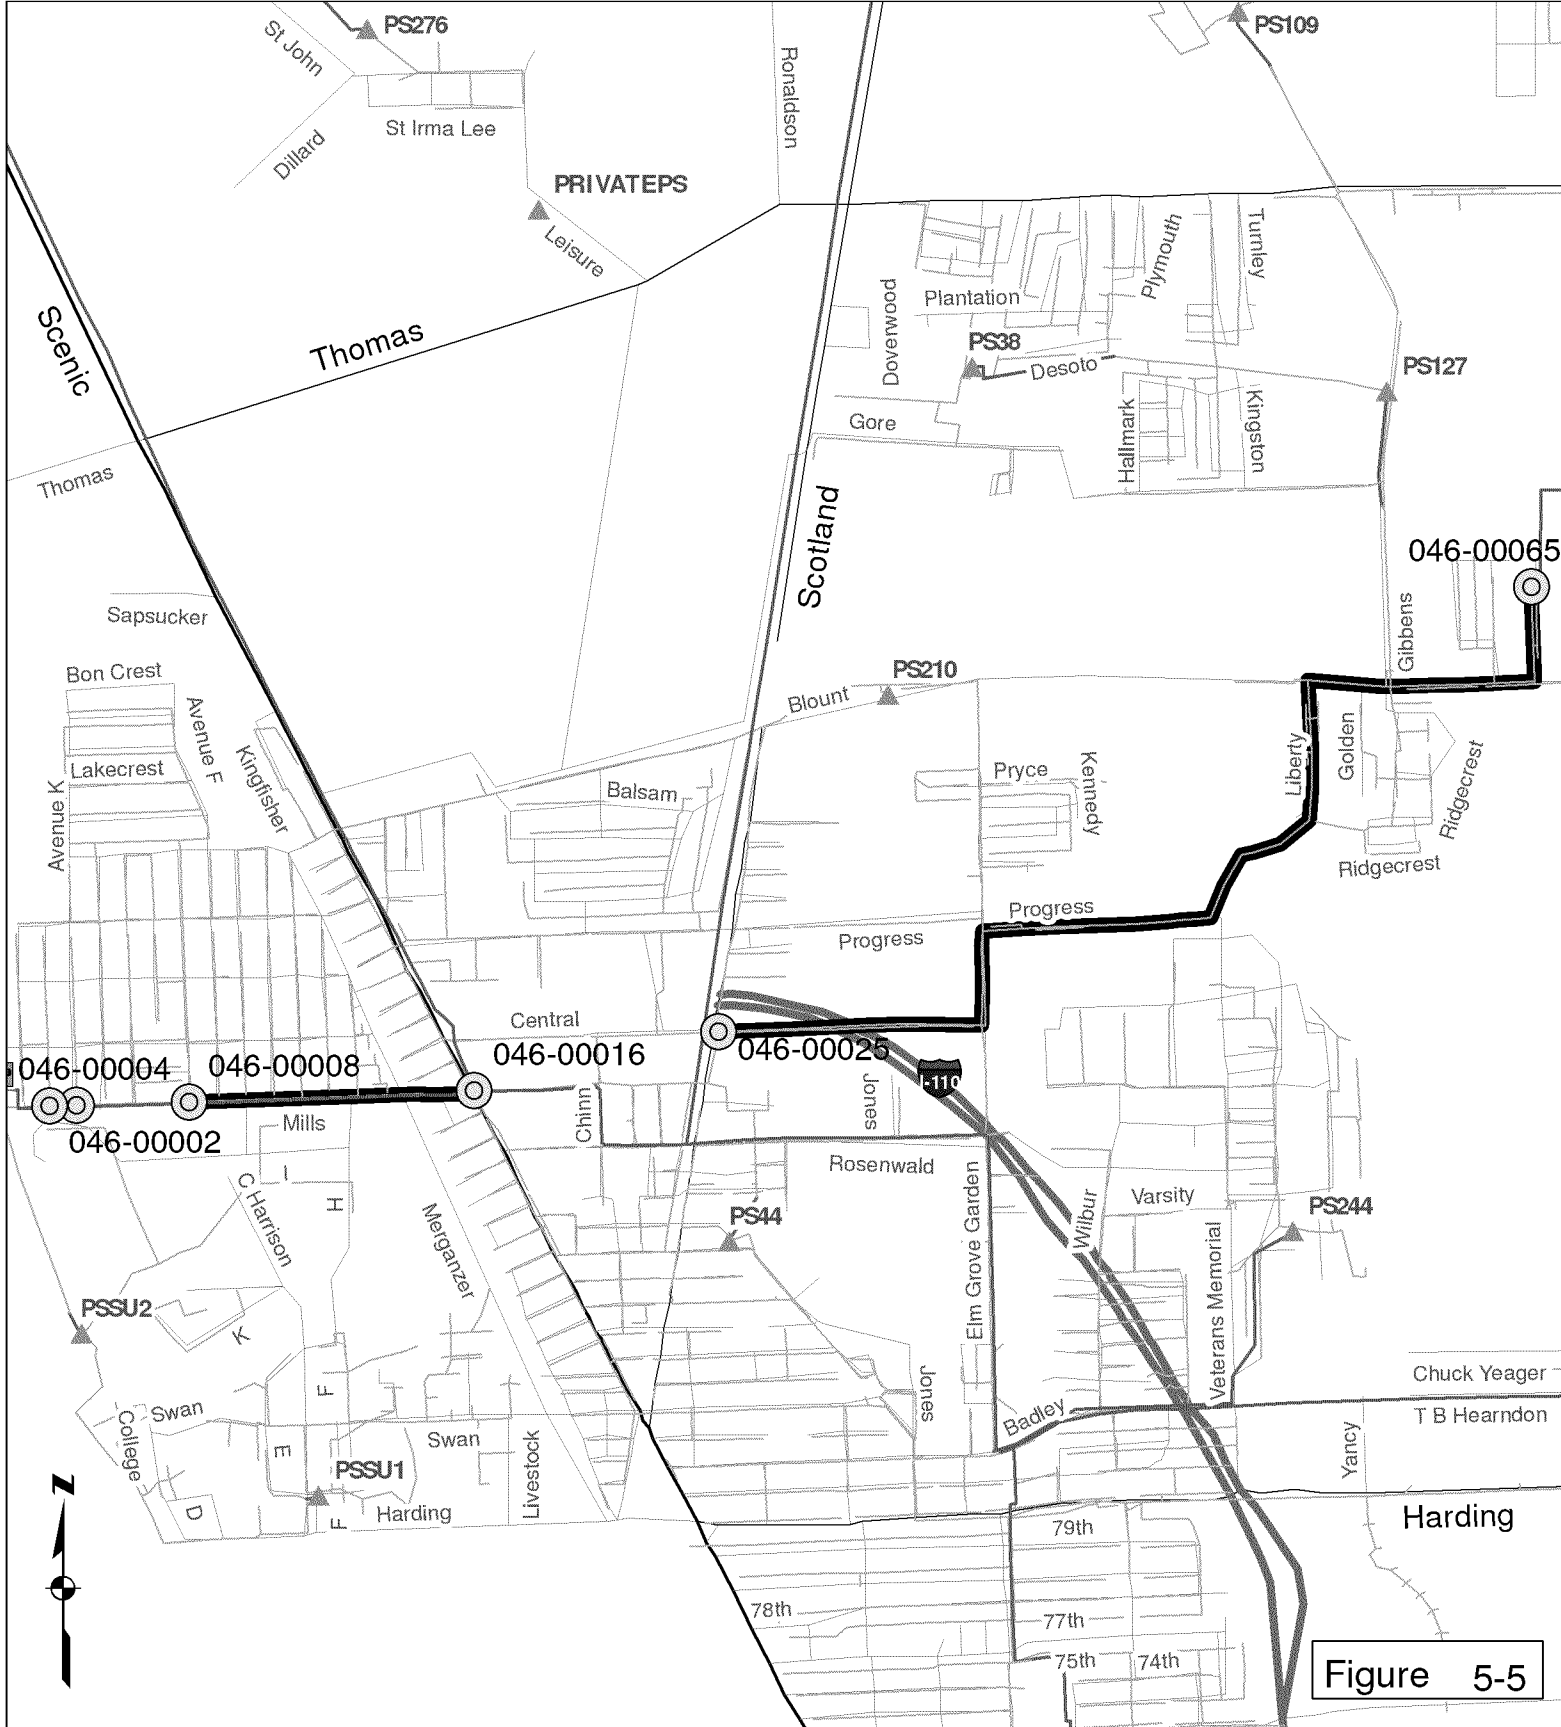 PS276
PS109
St John
Ronaldson
St Irma Lee
Dillard
PRIVATEPS
Leisure
Plymouth
Turnley
Plantation
Doverwood
Scenic
Thomas
PS38
Desoto
PS127
Gore
Hallmark
Kingston
Thomas
Scotland
046-00065
Sapsucker
Gibbens
Bon Crest
PS210
Blount
Avenue F
Kingfisher
Lakecrest
Avenue K
Balsam
Pryce
Kennedy
Liberty
Golden
Ridgecrest
Ridgecrest
Progress
Progress
Central
046-00004
046-00008
046-00016
046-00025
I-110
Jones
Chinn
Mills
046-00002
Rosenwald
I
H
C Harrison
Merganzer
PS44
Elm Grove Garden
Wilbur
Varsity
Veterans Memorial
PS244
PSSU2
K
F
Jones
Chuck Yeager
T B Hearndon
Badley
College
Swan
Swan
E
Livestock
Yancy
PSSU1
D
F
Harding
Harding
79th
78th
77th
75th
74th
N
Figure 5-5